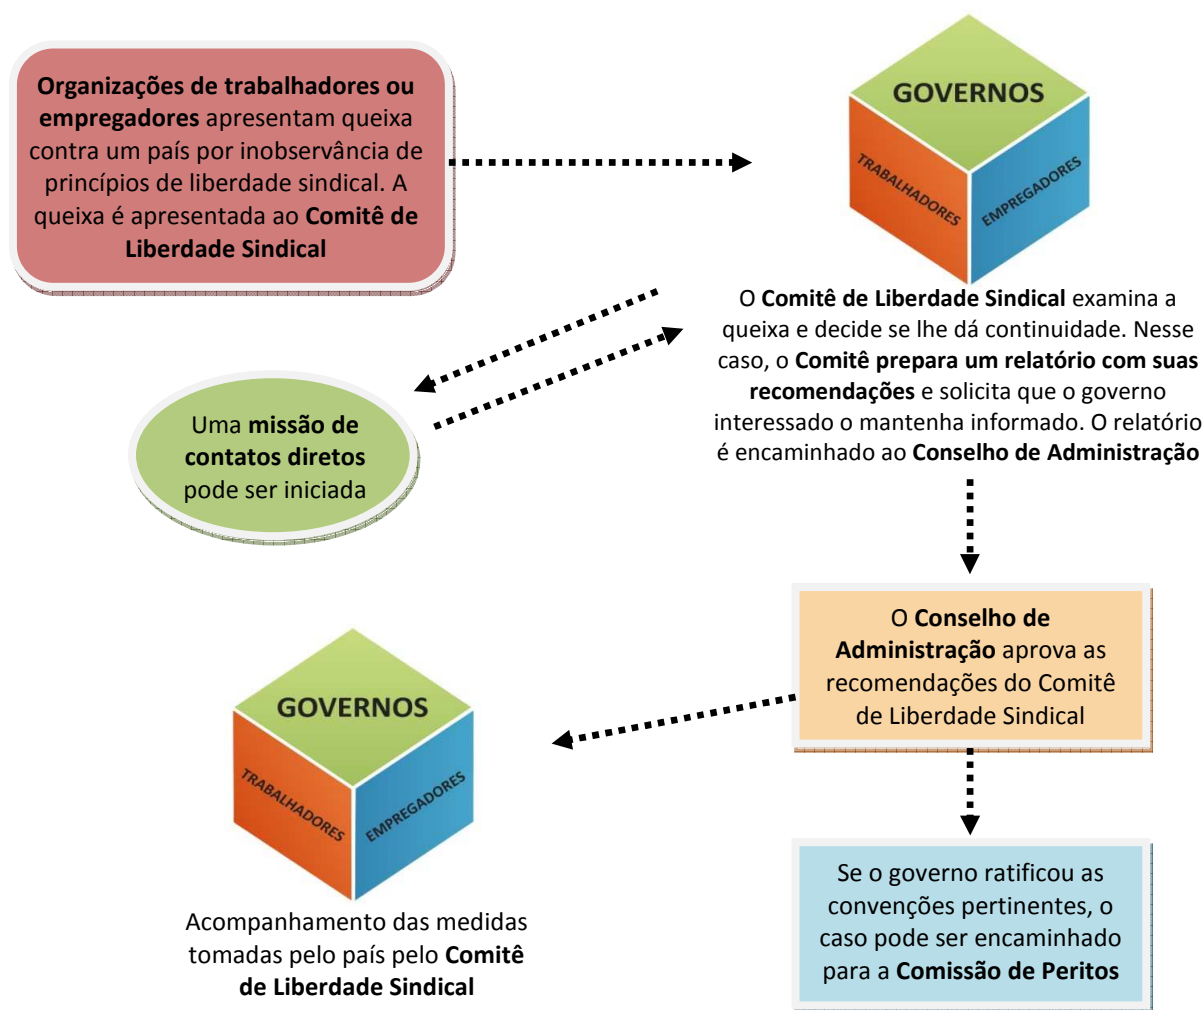 Organizações de trabalhadores ou
empregadores apresentam queixa
contra um país por inobservância de
princípios de liberdade sindical. A
queixa é apresentada ao Comitê de
Liberdade Sindical
GOVERNOS
TRABALHADORES
EMPREGADORES
O Comitê de Liberdade Sindical examina a
queixa e decide se lhe dá continuidade. Nesse
caso, o Comitê prepara um relatório com suas
recomendações e solicita que o governo
interessado o mantenha informado. O relatório
é encaminhado ao Conselho de Administração
Uma missão de
contatos diretos
pode ser iniciada
O Conselho de
Administração aprova as
recomendações do Comitê
de Liberdade Sindical
GOVERNOS
TRABALHADORES
EMPREGADORES
Acompanhamento das medidas
tomadas pelo país pelo Comitê
de Liberdade Sindical
Se o governo ratificou as
convenções pertinentes, o
caso pode ser encaminhado
para a Comissão de Peritos